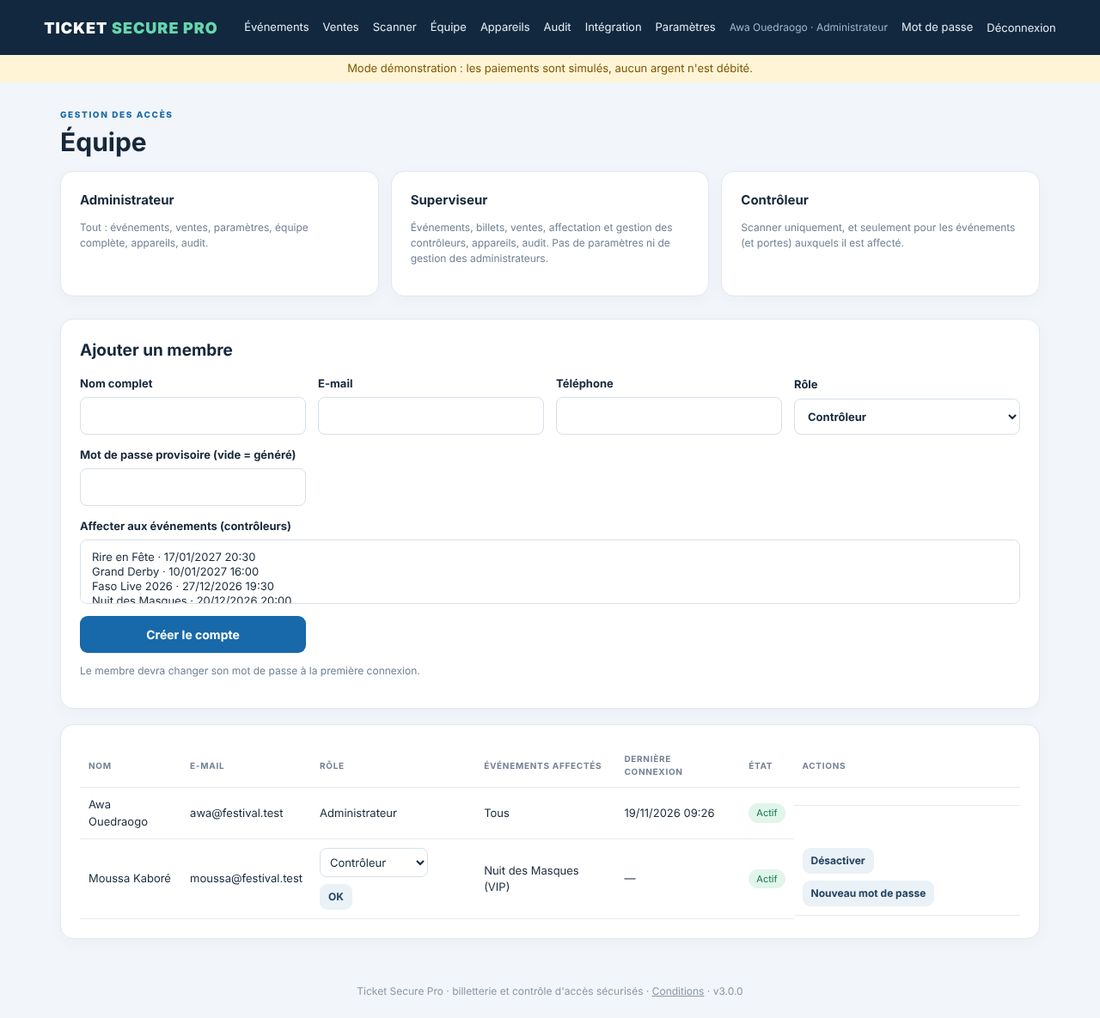 TICKET SECURE PRO Événements Ventes Scanner Équipe Appareils Audit Intégration Paramètres Awa Ouedraogo · Administrateur Mot de passe Déconnexion
Mode démonstration : les paiements sont simulés, aucun argent n'est débité.
GESTION DES ACCÈS
Équipe
Administrateur
Tout : événements, ventes, paramètres, équipe
complète, appareils, audit.
Superviseur
Événements, billets, ventes, affectation et gestion des
contrôleurs, appareils, audit. Pas de paramètres ni de
gestion des administrateurs.
Contrôleur
Scanner uniquement, et seulement pour les événements
(et portes) auxquels il est affecté.
Ajouter un membre
Nom complet E-mail Téléphone Rôle
Contrôleur
Mot de passe provisoire (vide = généré)
Affecter aux événements (contrôleurs)
Rire en Fête · 17/01/2027 20:30
Grand Derby · 10/01/2027 16:00
Faso Live 2026 · 27/12/2026 19:30
Nuit des Masques · 20/12/2026 20:00
Créer le compte
Le membre devra changer son mot de passe à la première connexion.
NOM E-MAIL RÔLE ÉVÉNEMENTS AFFECTÉS DERNIÈRE CONNEXION ÉTAT ACTIONS
Awa Ouedraogo awa@festival.test Administrateur Tous 19/11/2026 09:26 Actif
Moussa Kaboré moussa@festival.test Contrôleur OK Nuit des Masques (VIP) — Actif Désactiver Nouveau mot de passe
Ticket Secure Pro · billetterie et contrôle d'accès sécurisés · Conditions · v3.0.0